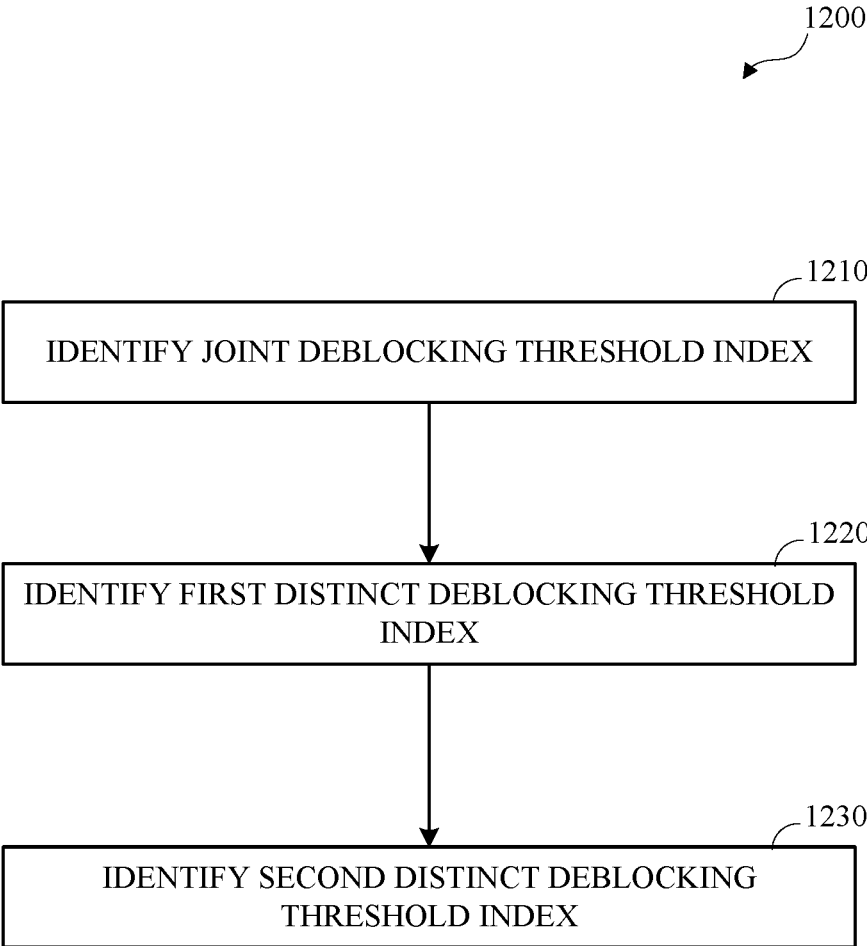 1200
1210
IDENTIFY JOINT DEBLOCKING THRESHOLD INDEX
1220
IDENTIFY FIRST DISTINCT DEBLOCKING THRESHOLD
INDEX
1230
IDENTIFY SECOND DISTINCT DEBLOCKING
THRESHOLD INDEX